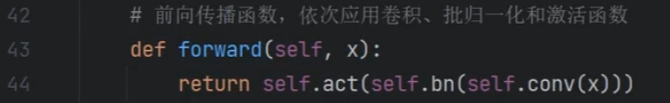 42 # 前向传播函数，依次应用卷积、批归一化和激活函数
43 def forward(self, x):
44 return self.act(self.bn(self.conv(x)))